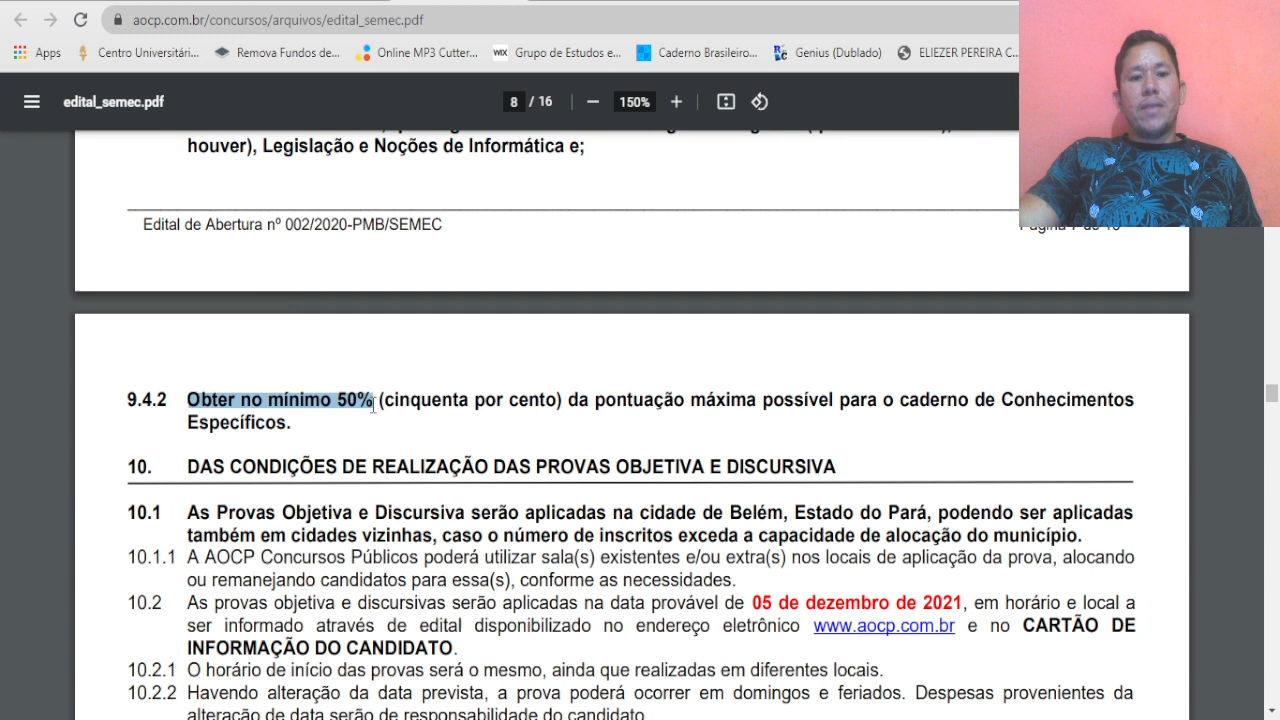 aocp.com.br/concursos/arquivos/edital_semec.pdf
Apps Centro Universitári... Remova Fundos de... Online MP3 Cutter... WIX Grupo de Estudos e... Caderno Brasileiro... Genius (Dublado) ELIEZER PEREIRA C...
edital_semec.pdf 8 / 16 150%
houver), Legislação e Noções de Informática e;
Edital de Abertura nº 002/2020-PMB/SEMEC
9.4.2 Obter no mínimo 50% (cinquenta por cento) da pontuação máxima possível para o caderno de Conhecimentos
Específicos.
10. DAS CONDIÇÕES DE REALIZAÇÃO DAS PROVAS OBJETIVA E DISCURSIVA
10.1 As Provas Objetiva e Discursiva serão aplicadas na cidade de Belém, Estado do Pará, podendo ser aplicadas
também em cidades vizinhas, caso o número de inscritos exceda a capacidade de alocação do município.
10.1.1 A AOCP Concursos Públicos poderá utilizar sala(s) existentes e/ou extra(s) nos locais de aplicação da prova, alocando
ou remanejando candidatos para essa(s), conforme as necessidades.
10.2 As provas objetiva e discursivas serão aplicadas na data provável de 05 de dezembro de 2021, em horário e local a
ser informado através de edital disponibilizado no endereço eletrônico www.aocp.com.br e no CARTÃO DE
INFORMAÇÃO DO CANDIDATO.
10.2.1 O horário de início das provas será o mesmo, ainda que realizadas em diferentes locais.
10.2.2 Havendo alteração da data prevista, a prova poderá ocorrer em domingos e feriados. Despesas provenientes da
alteração de data serão de responsabilidade do candidato